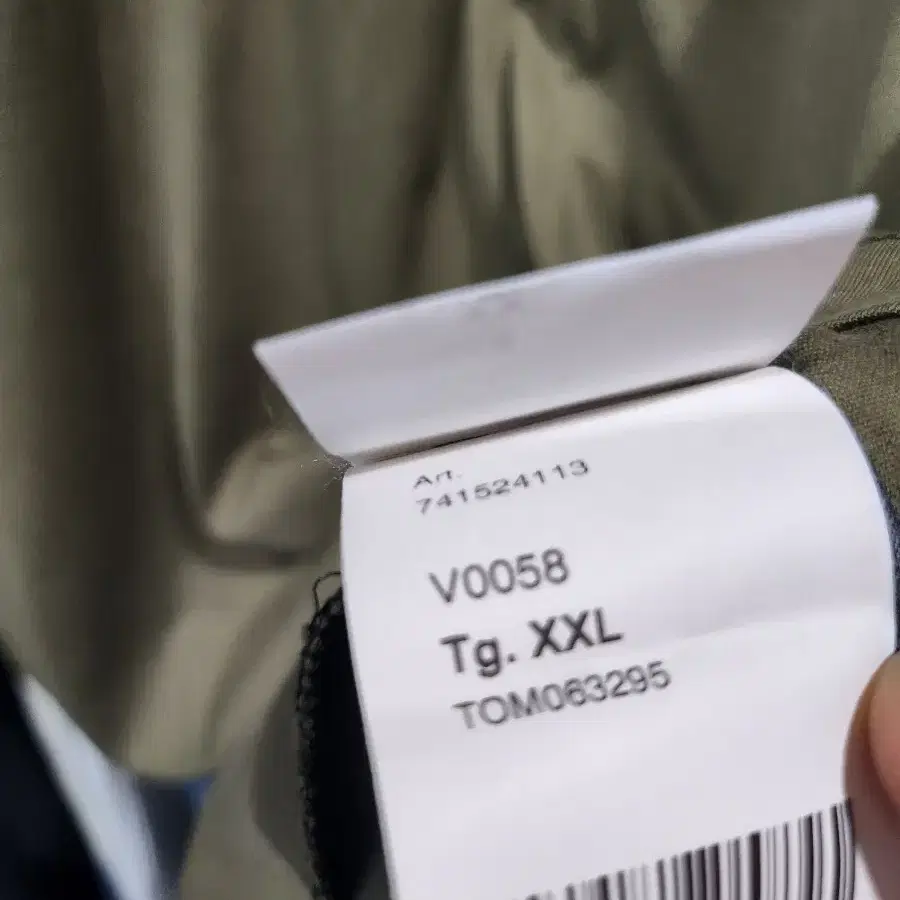 Art.
741524113
V0058
Tg. XXL
TOM063295